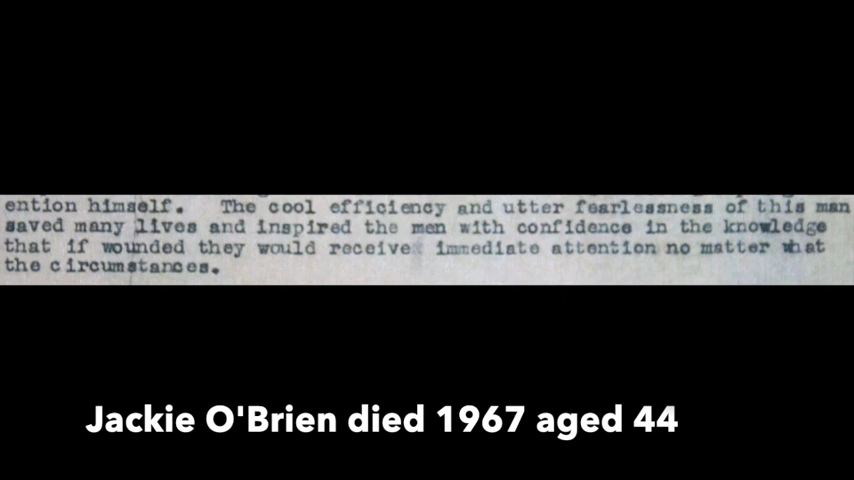 ention himself. The cool efficiency and utter fearlessness of this man
saved many lives and inspired the men with confidence in the knowledge
that if wounded they would receive immediate attention no matter what
the circumstances.
Jackie O'Brien died 1967 aged 44